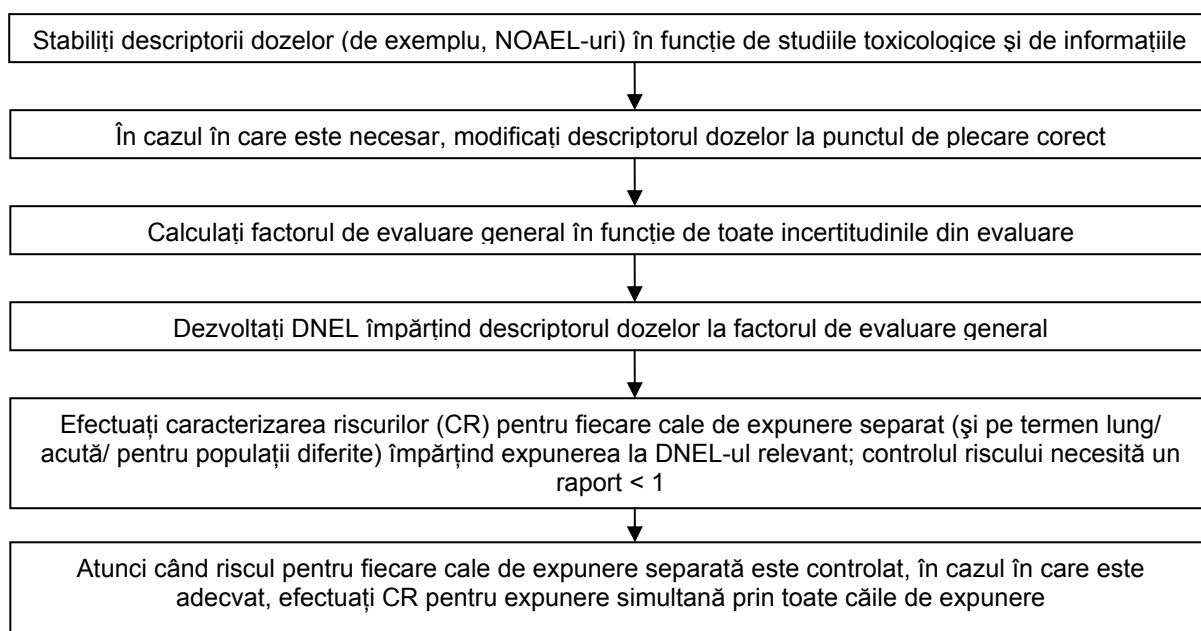 Stabiliți descriptorii dozelor (de exemplu, NOAEL-uri) în funcție de studiile toxicologice şi de informațiile
În cazul în care este necesar, modificați descriptorul dozelor la punctul de plecare corect
Calculați factorul de evaluare general în funcție de toate incertitudinile din evaluare
Dezvoltați DNEL împărțind descriptorul dozelor la factorul de evaluare general
Efectuați caracterizarea riscurilor (CR) pentru fiecare cale de expunere separat (şi pe termen lung/
acută/ pentru populații diferite) împărțind expunerea la DNEL-ul relevant; controlul riscului necesită un
raport < 1
Atunci când riscul pentru fiecare cale de expunere separată este controlat, în cazul în care este
adecvat, efectuați CR pentru expunere simultană prin toate căile de expunere